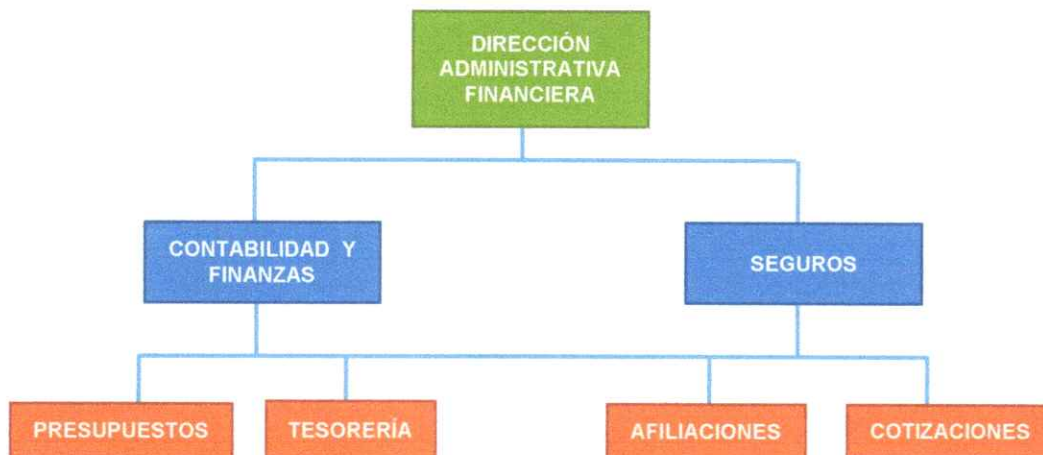 DIRECCIÓN
ADMINISTRATIVA
FINANCIERA
CONTABILIDAD Y
FINANZAS
SEGUROS
PRESUPUESTOS
TESORERÍA
AFILIACIONES
COTIZACIONES